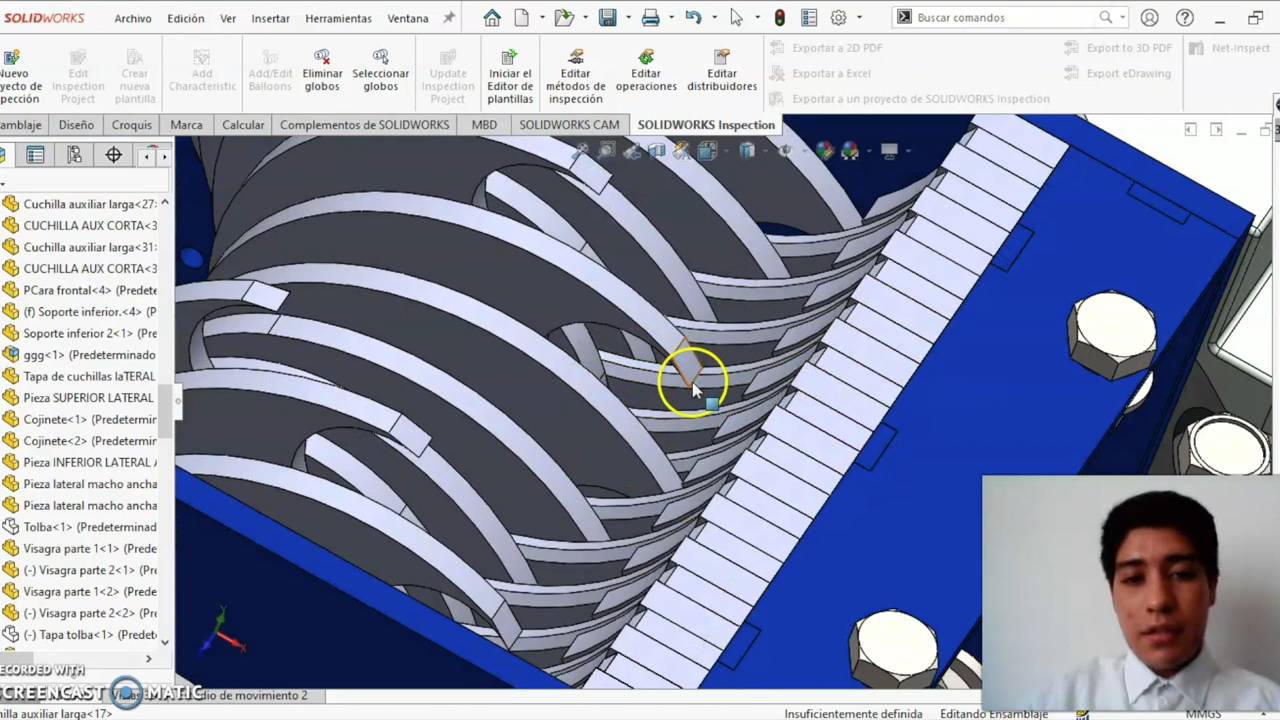 SOLIDWORKS
Archivo Edición Ver Insertar Herramientas Ventana
Buscar comandos
Nuevo
Edit Inspection Project
Crear nueva plantilla
Add Characteristic
Add/Edit Balloons
Eliminar globos
Seleccionar globos
Update Inspection Project
Iniciar el Editor de plantillas
Editar métodos de inspección
Editar operaciones
Editar distribuidores
Exportar a 2D PDF
Exportar a Excel
Exportar a un proyecto de SOLIDWORKS Inspection
Export to 3D PDF
Export eDrawing
Net-Inspect
amblaje Diseño Croquis Marca Calcular Complementos de SOLIDWORKS MBD SOLIDWORKS CAM SOLIDWORKS Inspection
Cuchilla auxiliar larga<27>
CUCHILLA AUX CORTA<3
Cuchilla auxiliar larga<31>
CUCHILLA AUX CORTA<3
PCara frontal<4> (Predete
(f) Soporte inferior.<4> (Pr
Soporte inferior 2<1> (Pre
ggg<1> (Predeterminado
Tapa de cuchillas laTERAL
Pieza SUPERIOR LATERAL
Cojinete<1> (Predetermin
Cojinete<2> (Predetermin
Pieza INFERIOR LATERAL A
Pieza lateral macho ancha
Pieza lateral macho ancha
Tolba<1> (Predeterminad
Visagra parte 1<1> (Prede
(-) Visagra parte 2<1> (Pr
Visagra parte 1<2> (Prede
(-) Visagra parte 2<2> (Pr
(-) Tapa tolba<1> (Predete
Y
X
Z
RECORDED WITH
SCREENCAST MATIC
dio de movimiento 2
chilla auxiliar larga<17>
Insuficientemente definida Editando Ensamblaje MMGS